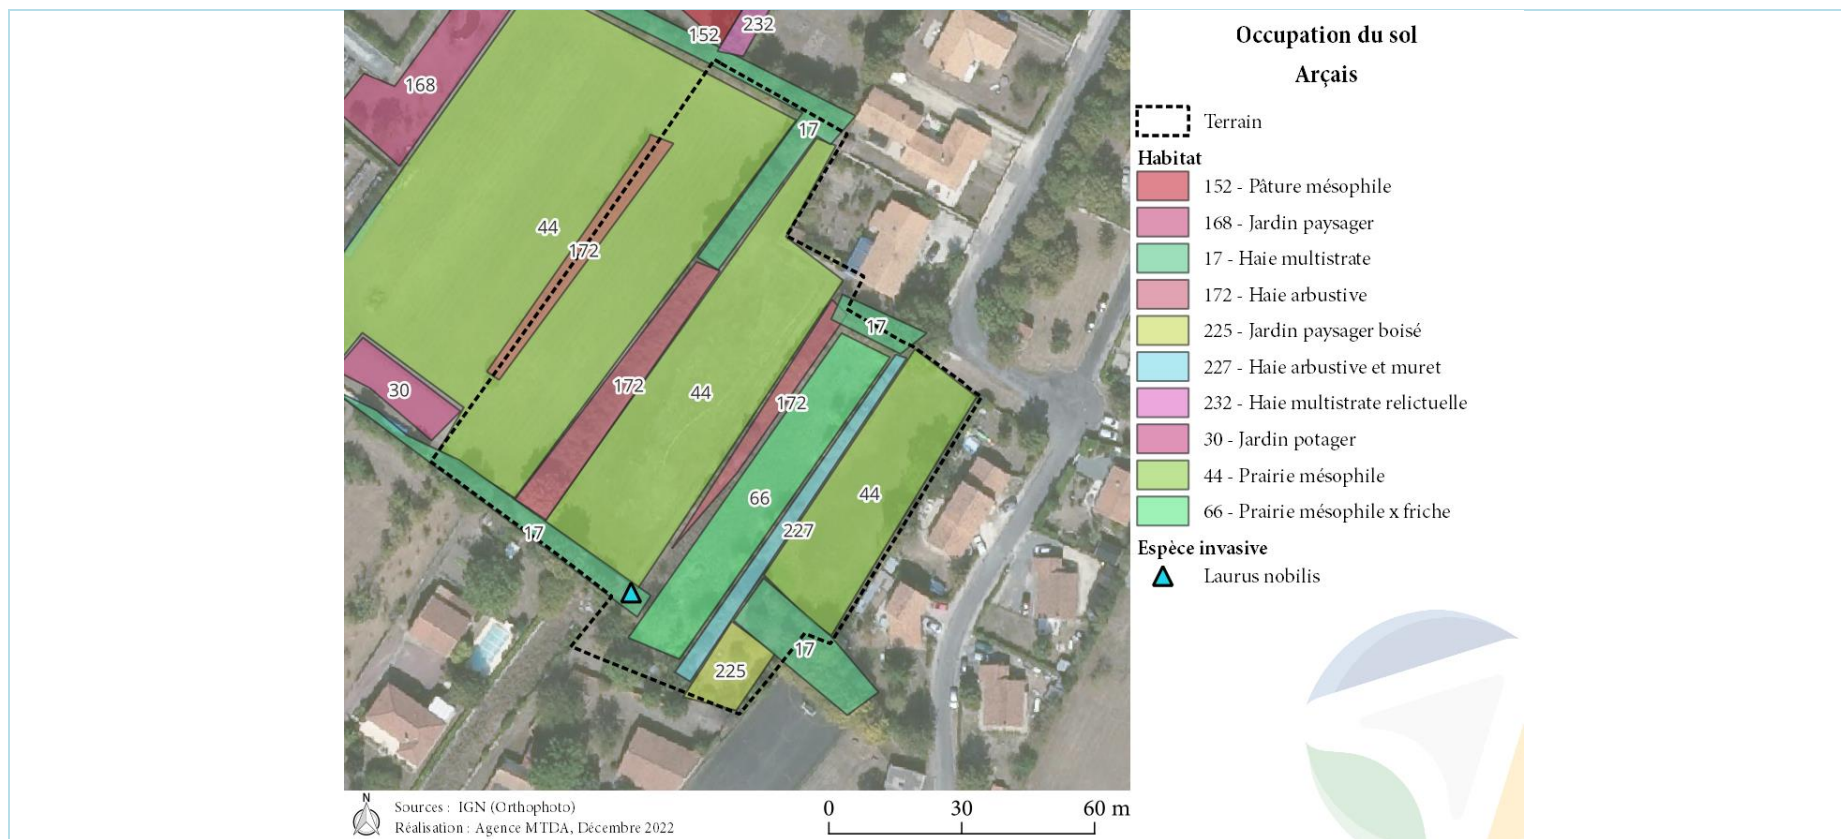 152
232
168
17
44
172
17
30
172
44
172
66
44
17
227
17
225
Occupation du sol
Arçais
Terrain
Habitat
152 - Pâture mésophile
168 - Jardin paysager
17 - Haie multistrate
172 - Haie arbustive
225 - Jardin paysager boisé
227 - Haie arbustive et muret
232 - Haie multistrate relictuelle
30 - Jardin potager
44 - Prairie mésophile
66 - Prairie mésophile x friche
Espèce invasive
Laurus nobilis
N
Sources : IGN (Orthophoto)
Réalisation : Agence MTDA, Décembre 2022
0 30 60 m